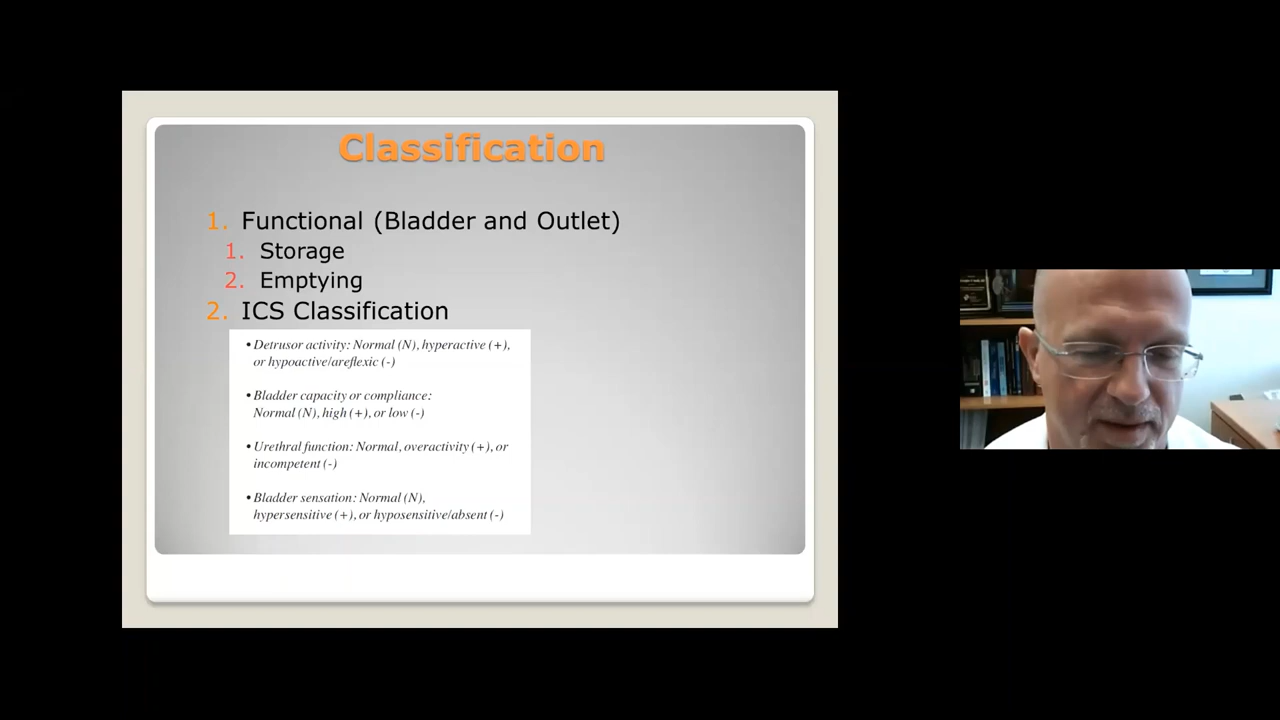 Classification
1. Functional (Bladder and Outlet)
1. Storage
2. Emptying
2. ICS Classification
• Detrusor activity: Normal (N), hyperactive (+),
or hypoactive/areflexic (-)
• Bladder capacity or compliance:
Normal (N), high (+), or low (-)
• Urethral function: Normal, overactivity (+), or
incompetent (-)
• Bladder sensation: Normal (N),
hypersensitive (+), or hyposensitive/absent (-)